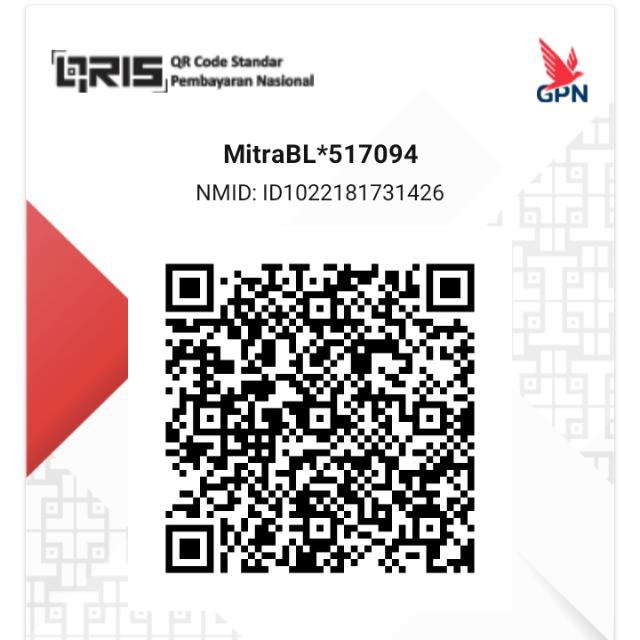 QRIS
QR Code Standar
Pembayaran Nasional
GPN
MitraBL*517094
NMID: ID1022181731426